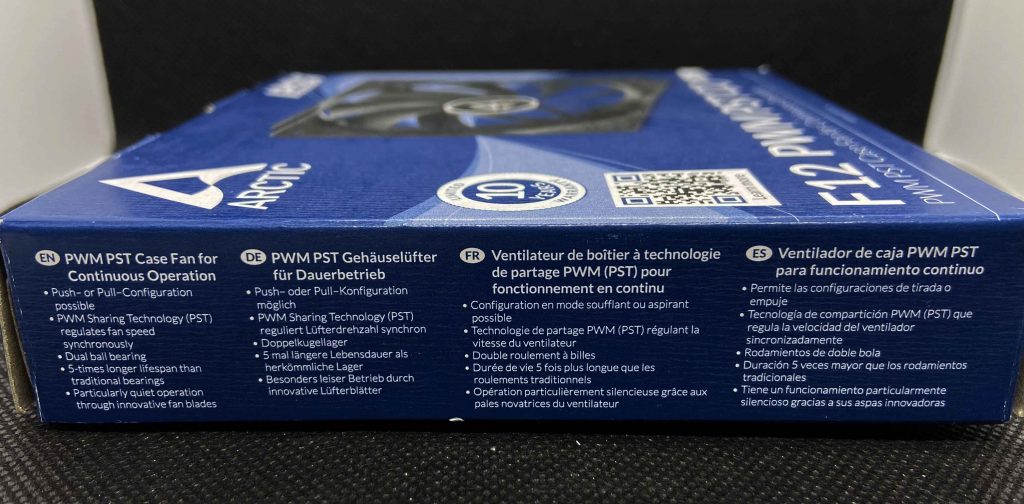 ARCTIC
10
F12 PWM PST
PWM PST
EN PWM PST Case Fan for
Continuous Operation
• Push- or Pull-Configuration
possible
• PWM Sharing Technology (PST)
regulates fan speed
synchronously
• Dual ball bearing
• 5-times longer lifespan than
traditional bearings
• Particularly quiet operation
through innovative fan blades
DE PWM PST Gehäuselüfter
für Dauerbetrieb
• Push- oder Pull-Konfiguration
möglich
• PWM Sharing Technology (PST)
reguliert Lüfterdrehzahl synchron
• Doppelkugellager
• 5 mal längere Lebensdauer als
herkömmliche Lager
• Besonders leiser Betrieb durch
innovative Lüfterblätter
FR Ventilateur de boîtier à technologie
de partage PWM (PST) pour
fonctionnement en continu
• Configuration en mode soufflant ou aspirant
possible
• Technologie de partage PWM (PST) régulant la
vitesse du ventilateur
• Double roulement à billes
• Durée de vie 5 fois plus longue que les
roulements traditionnels
• Opération particulièrement silencieuse grâce aux
pales novatrices du ventilateur
ES Ventilador de caja PWM PST
para funcionamiento continuo
• Permite las configuraciones de tirada o
empuje
• Tecnología de compartición PWM (PST) que
regula la velocidad del ventilador
sincronizadamente
• Rodamientos de doble bola
• Duración 5 veces mayor que los rodamientos
tradicionales
• Tiene un funcionamiento particularmente
silencioso gracias a sus aspas innovadoras